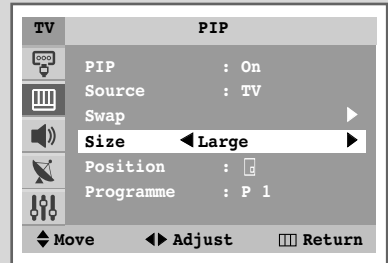 TV PIP
PIP : On
Source : TV
Swap
Size Large
Position :
Programme : P 1
Move Adjust Return